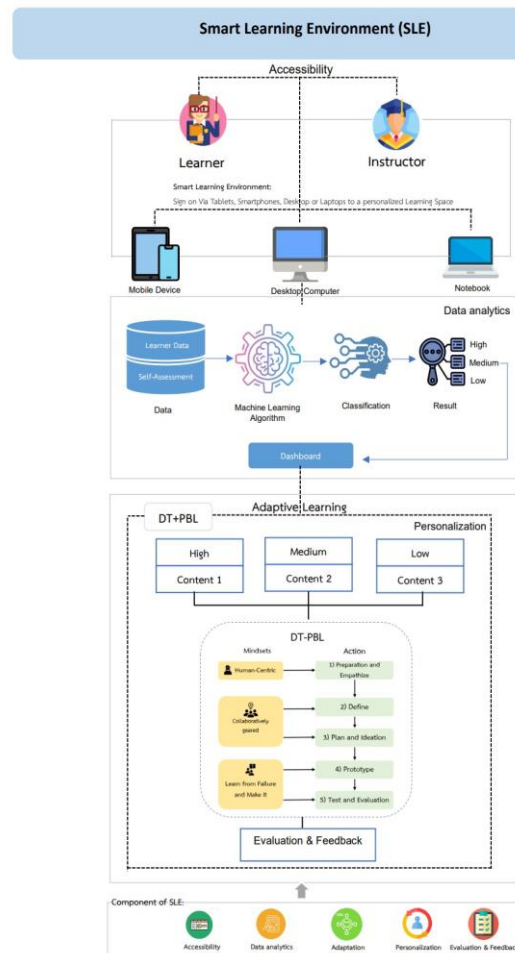 Smart Learning Environment (SLE)
Accessibility
Learner
Instructor
Smart Learning Environment:
Sign on Via Tablets, Smartphones, Desktop or Laptops to a personalized Learning Space
Mobile Device
Desktop Computer
Notebook
Data analytics
Learner Data
Self-Assessment
High
Medium
Low
Data
Machine Learning
Algorithm
Classification
Result
Dashboard
Adaptive Learning
DT+PBL
Personalization
High
Medium
Low
Content 1
Content 2
Content 3
DT-PBL
Mindsets
Action
Human-Centric
1) Preparation and
Empathize
Collaboratively
geared
2) Define
3) Plan and Ideation
Learn from Failure
and Make It
4) Prototype
5) Test and Evaluation
Evaluation & Feedback
Component of SLE:
Accessibility
Data analytics
Adaptation
Personalization
Evaluation & Feedback